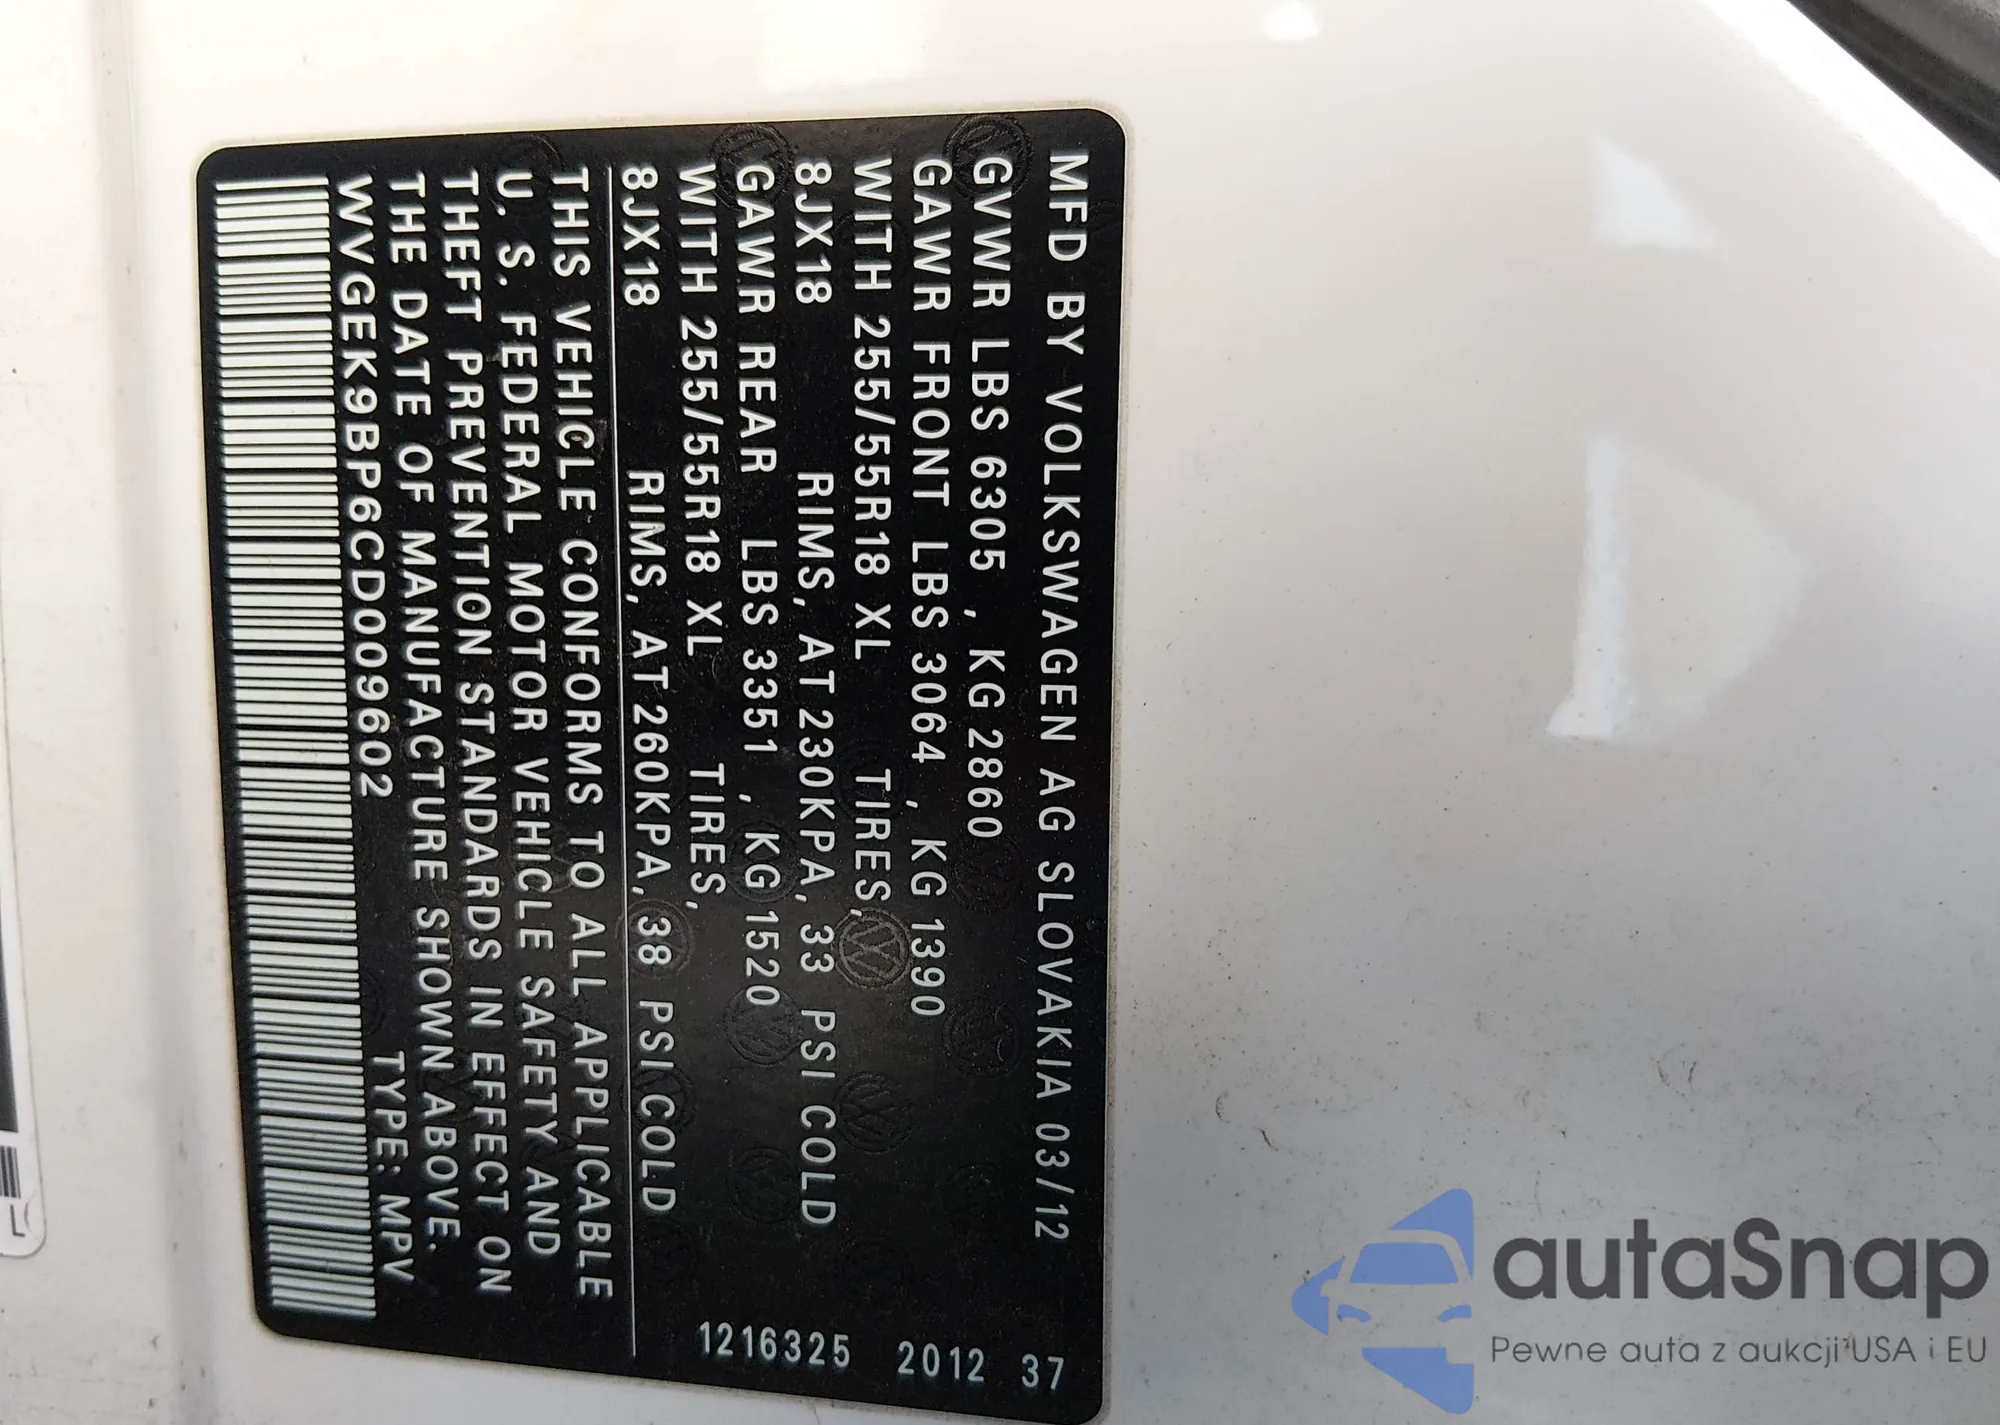 MFD BY VOLKSWAGEN AG SLOVAKIA 03/12
GVWR LBS 6305 , KG 2860
GAWR FRONT LBS 3064 , KG 1390
WITH 255/55R18 XL TIRES,
8JX18 RIMS, AT 230KPA, 33 PSI COLD
GAWR REAR LBS 3351 , KG 1520
WITH 255/55R18 XL TIRES,
8JX18 RIMS, AT 260KPA, 38 PSI COLD
THIS VEHICLE CONFORMS TO ALL APPLICABLE
U. S. FEDERAL MOTOR VEHICLE SAFETY AND
THEFT PREVENTION STANDARDS IN EFFECT ON
THE DATE OF MANUFACTURE SHOWN ABOVE.
WVGEK9BP6CD009602 TYPE: MPV
1216325 2012 37
autaSnap
Pewne auta z aukcji USA i EU